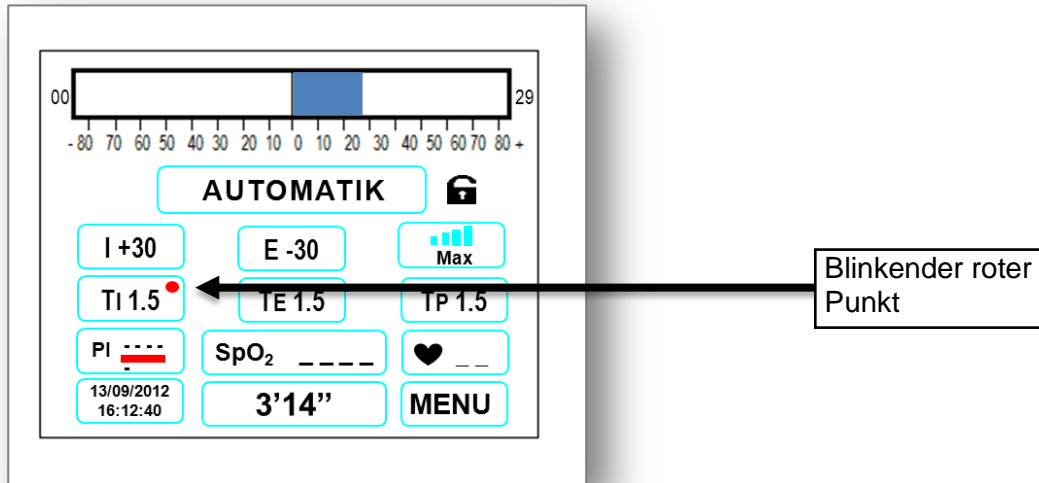 00 29
- 80 70 60 50 40 30 20 10 0 10 20 30 40 50 60 70 80 +
AUTOMATIK
I +30 E -30 Max
TI 1.5 TE 1.5 TP 1.5
PI ---- -
SpO₂ _ _ _ _ _ _
13/09/2012
16:12:40
3’14”
MENU
Blinkender roter
Punkt